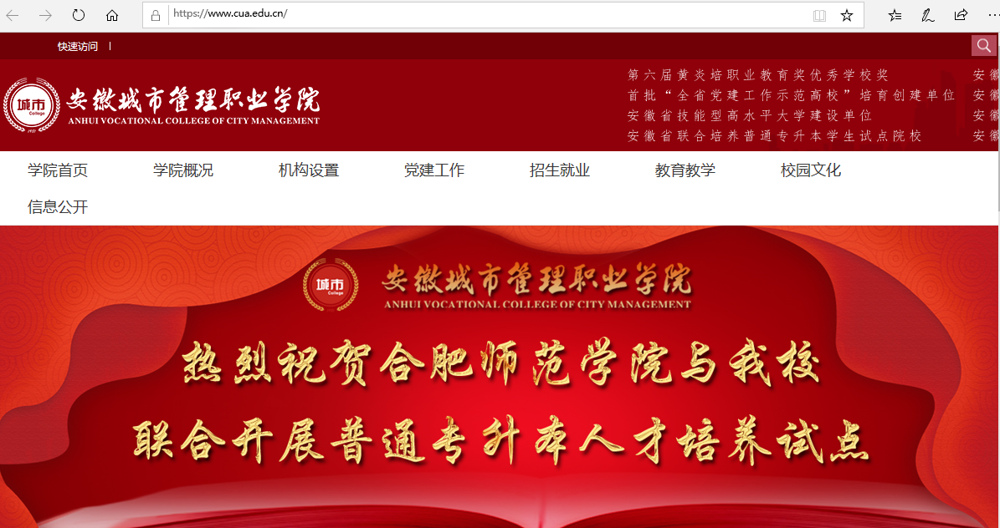 https://www.cua.edu.cn/
快速访问 |
城市
College
安徽城市管理职业学院
ANHUI VOCATIONAL COLLEGE OF CITY MANAGEMENT
第六届黄炎培职业教育奖优秀学校奖 安徽
首批“全省党建工作示范高校”培育创建单位 安徽
安徽省技能型高水平大学建设单位 安徽
安徽省联合培养普通专升本学生试点院校 安徽
学院首页 学院概况 机构设置 党建工作 招生就业 教育教学 校园文化
信息公开
城市
College
安徽城市管理职业学院
ANHUI VOCATIONAL COLLEGE OF CITY MANAGEMENT
热烈祝贺合肥师范学院与我校
联合开展普通专升本人才培养试点